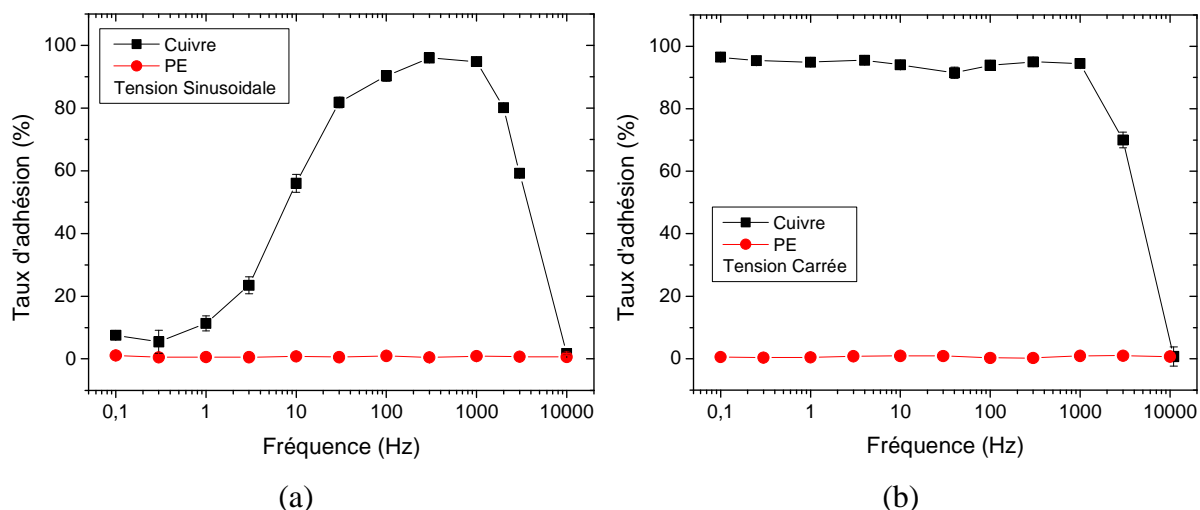 Cuivre
PE
Tension Sinusoidale
Taux d'adhésion (%)
100
80
60
40
20
0
0,1
1
10
100
1000
10000
Fréquence (Hz)
(a)
Cuivre
PE
Tension Carrée
Taux d'adhésion (%)
100
80
60
40
20
0
0,1
1
10
100
1000
10000
Fréquence (Hz)
(b)